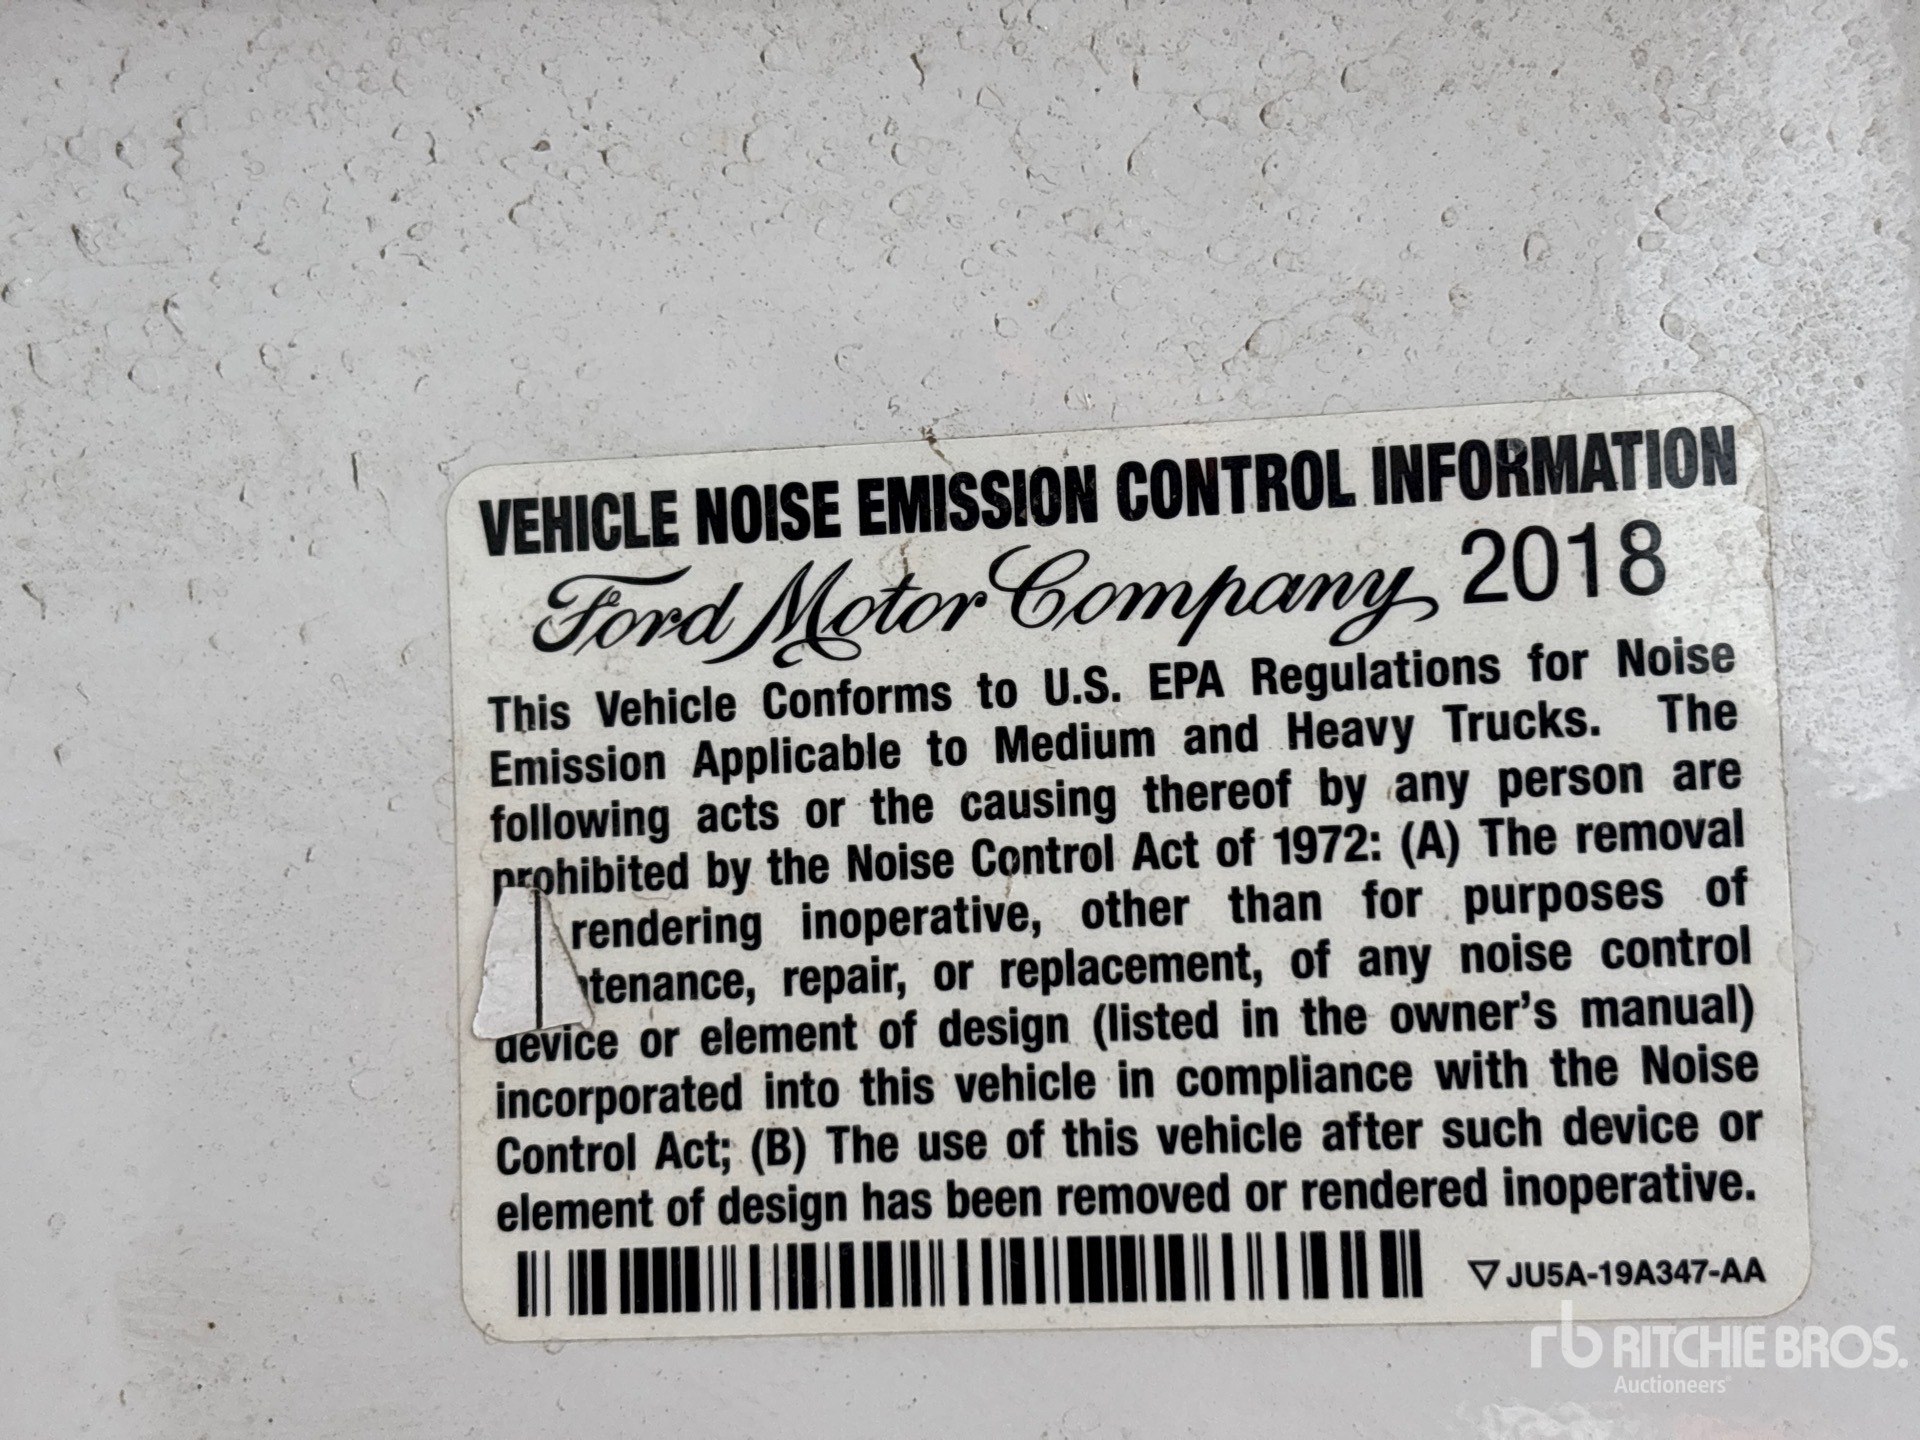 VEHICLE NOISE EMISSION CONTROL INFORMATION
Ford Motor Company 2018
This Vehicle Conforms to U.S. EPA Regulations for Noise
Emission Applicable to Medium and Heavy Trucks. The
following acts or the causing thereof by any person are
prohibited by the Noise Control Act of 1972: (A) The removal
rendering inoperative, other than for purposes of
tenance, repair, or replacement, of any noise control
device or element of design (listed in the owner's manual)
incorporated into this vehicle in compliance with the Noise
Control Act; (B) The use of this vehicle after such device or
element of design has been removed or rendered inoperative.
JU5A-19A347-AA
rb RITCHIE BROS.
Auctioneers